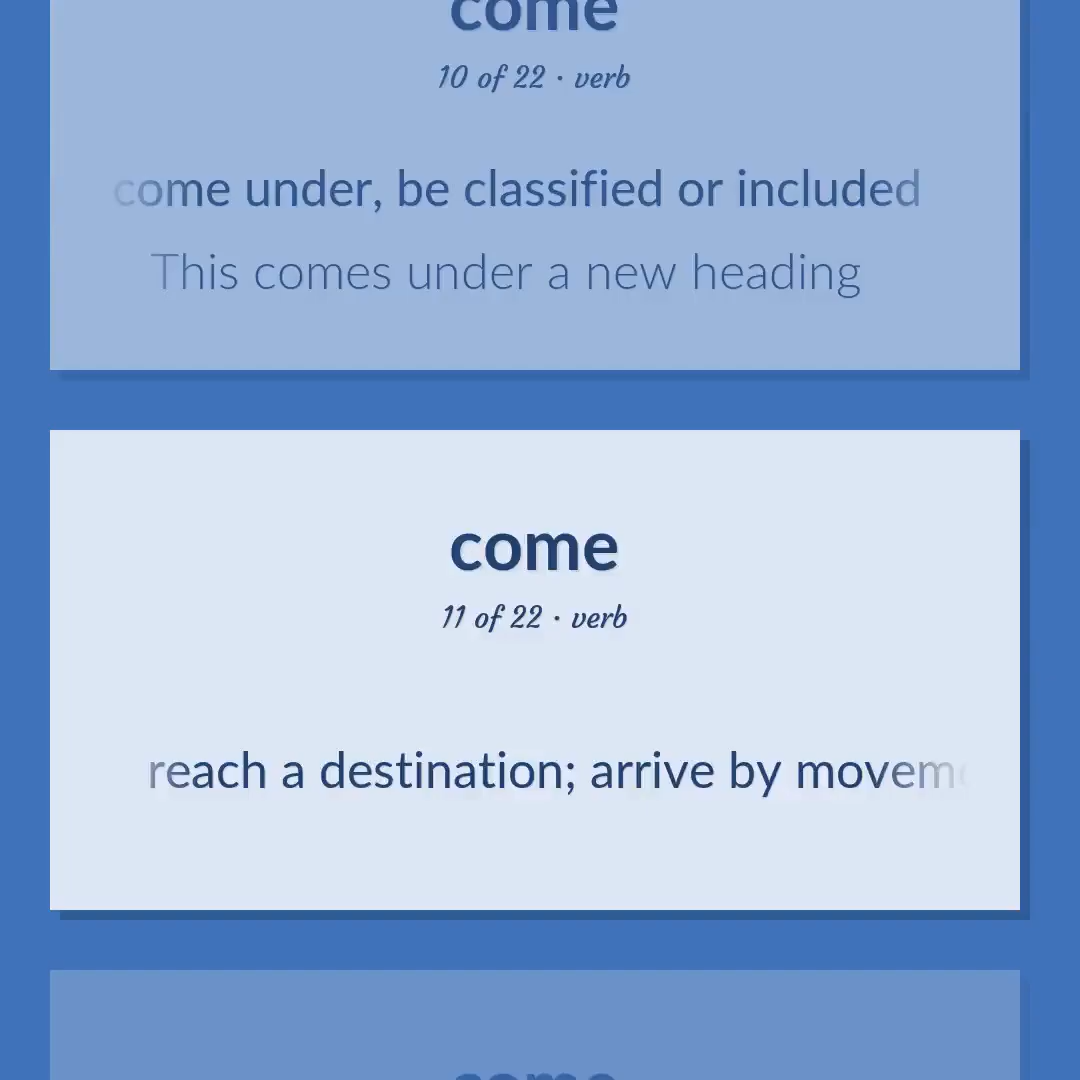 come
10 of 22 · verb
come under, be classified or included
This comes under a new heading
come
11 of 22 · verb
reach a destination; arrive by
come